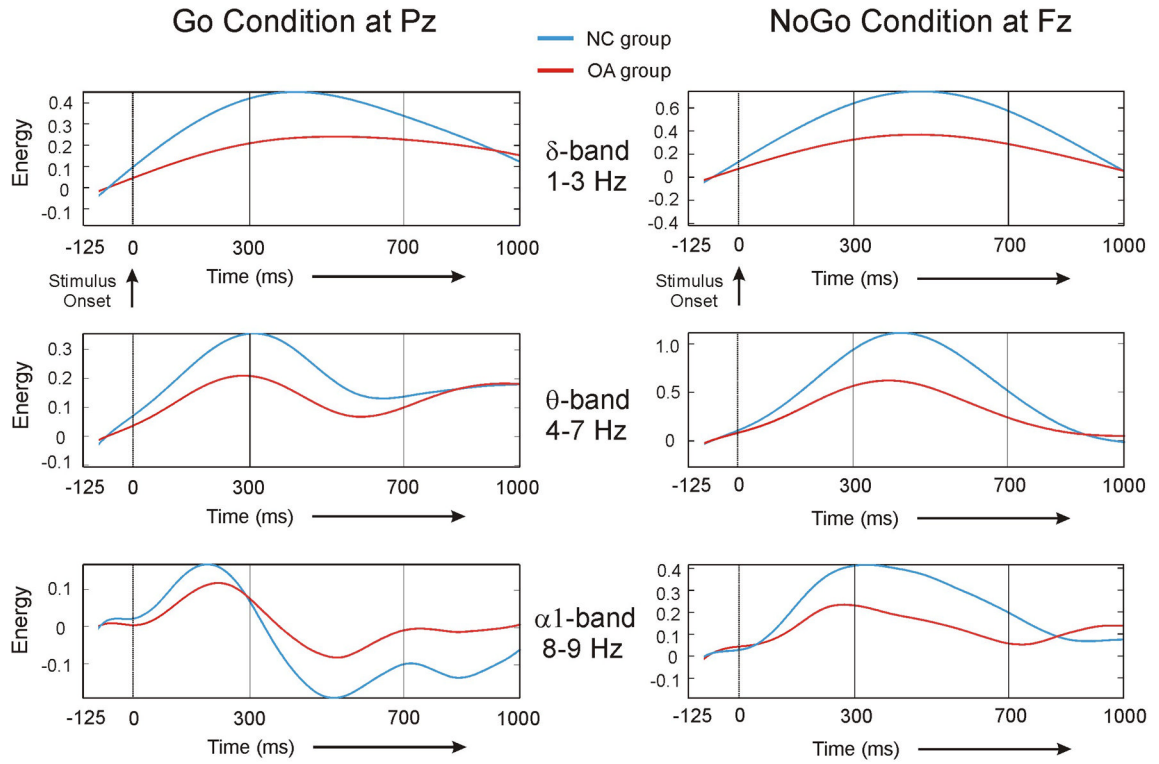 Go Condition at Pz
NoGo Condition at Fz
NC group
OA group
Energy
0.4
0.3
0.2
0.1
0
-0.1
-125 0 300 700 1000
Stimulus
Onset
Time (ms)
δ-band
1-3 Hz
0.6
0.4
0.2
0
-0.2
-0.4
-125 0 300 700 1000
Stimulus
Onset
Time (ms)
Energy
0.3
0.2
0.1
0
-0.1
-125 0 300 700 1000
Time (ms)
θ-band
4-7 Hz
1.0
0.5
0
-125 0 300 700 1000
Time (ms)
Energy
0.1
0
-0.1
-125 0 300 700 1000
Time (ms)
α1-band
8-9 Hz
0.4
0.3
0.2
0.1
0
-0.1
-125 0 300 700 1000
Time (ms)